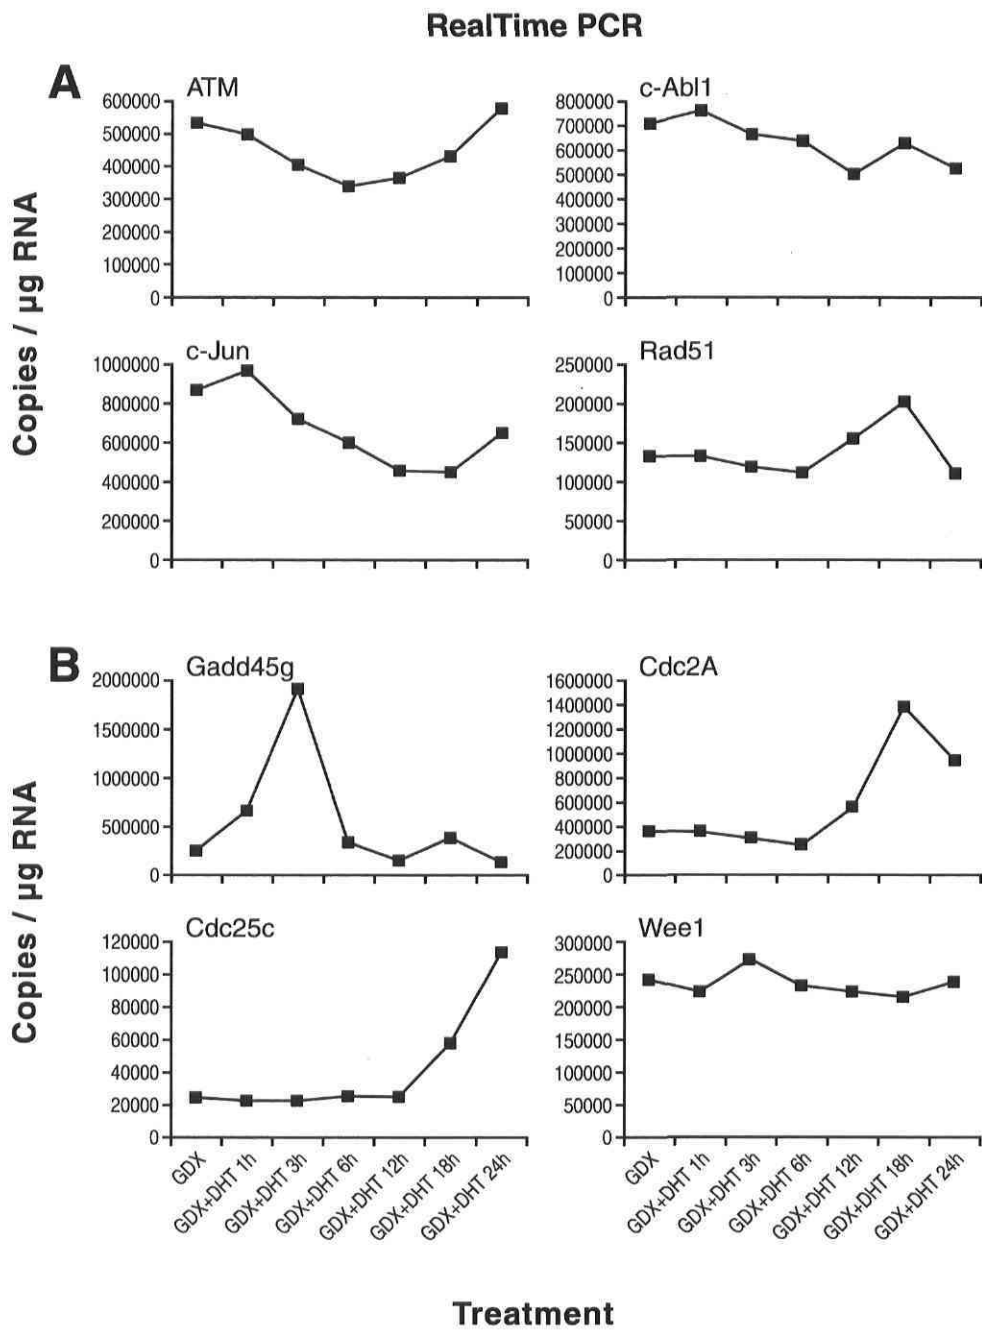 RealTime PCR
A
ATM
600000
500000
400000
300000
200000
100000
0
c-Abl1
800000
700000
600000
500000
400000
300000
200000
100000
0
Copies / µg RNA
c-Jun
1000000
800000
600000
400000
200000
0
Rad51
250000
200000
150000
100000
50000
0
B
Gadd45g
2000000
1500000
1000000
500000
0
Cdc2A
1600000
1400000
1200000
1000000
800000
600000
400000
200000
0
Copies / µg RNA
Cdc25c
120000
100000
80000
60000
40000
20000
0
Wee1
300000
250000
200000
150000
100000
50000
0
GDX
GDX+DHT 1h
GDX+DHT 3h
GDX+DHT 6h
GDX+DHT 12h
GDX+DHT 18h
GDX+DHT 24h
GDX
GDX+DHT 1h
GDX+DHT 3h
GDX+DHT 6h
GDX+DHT 12h
GDX+DHT 18h
GDX+DHT 24h
Treatment